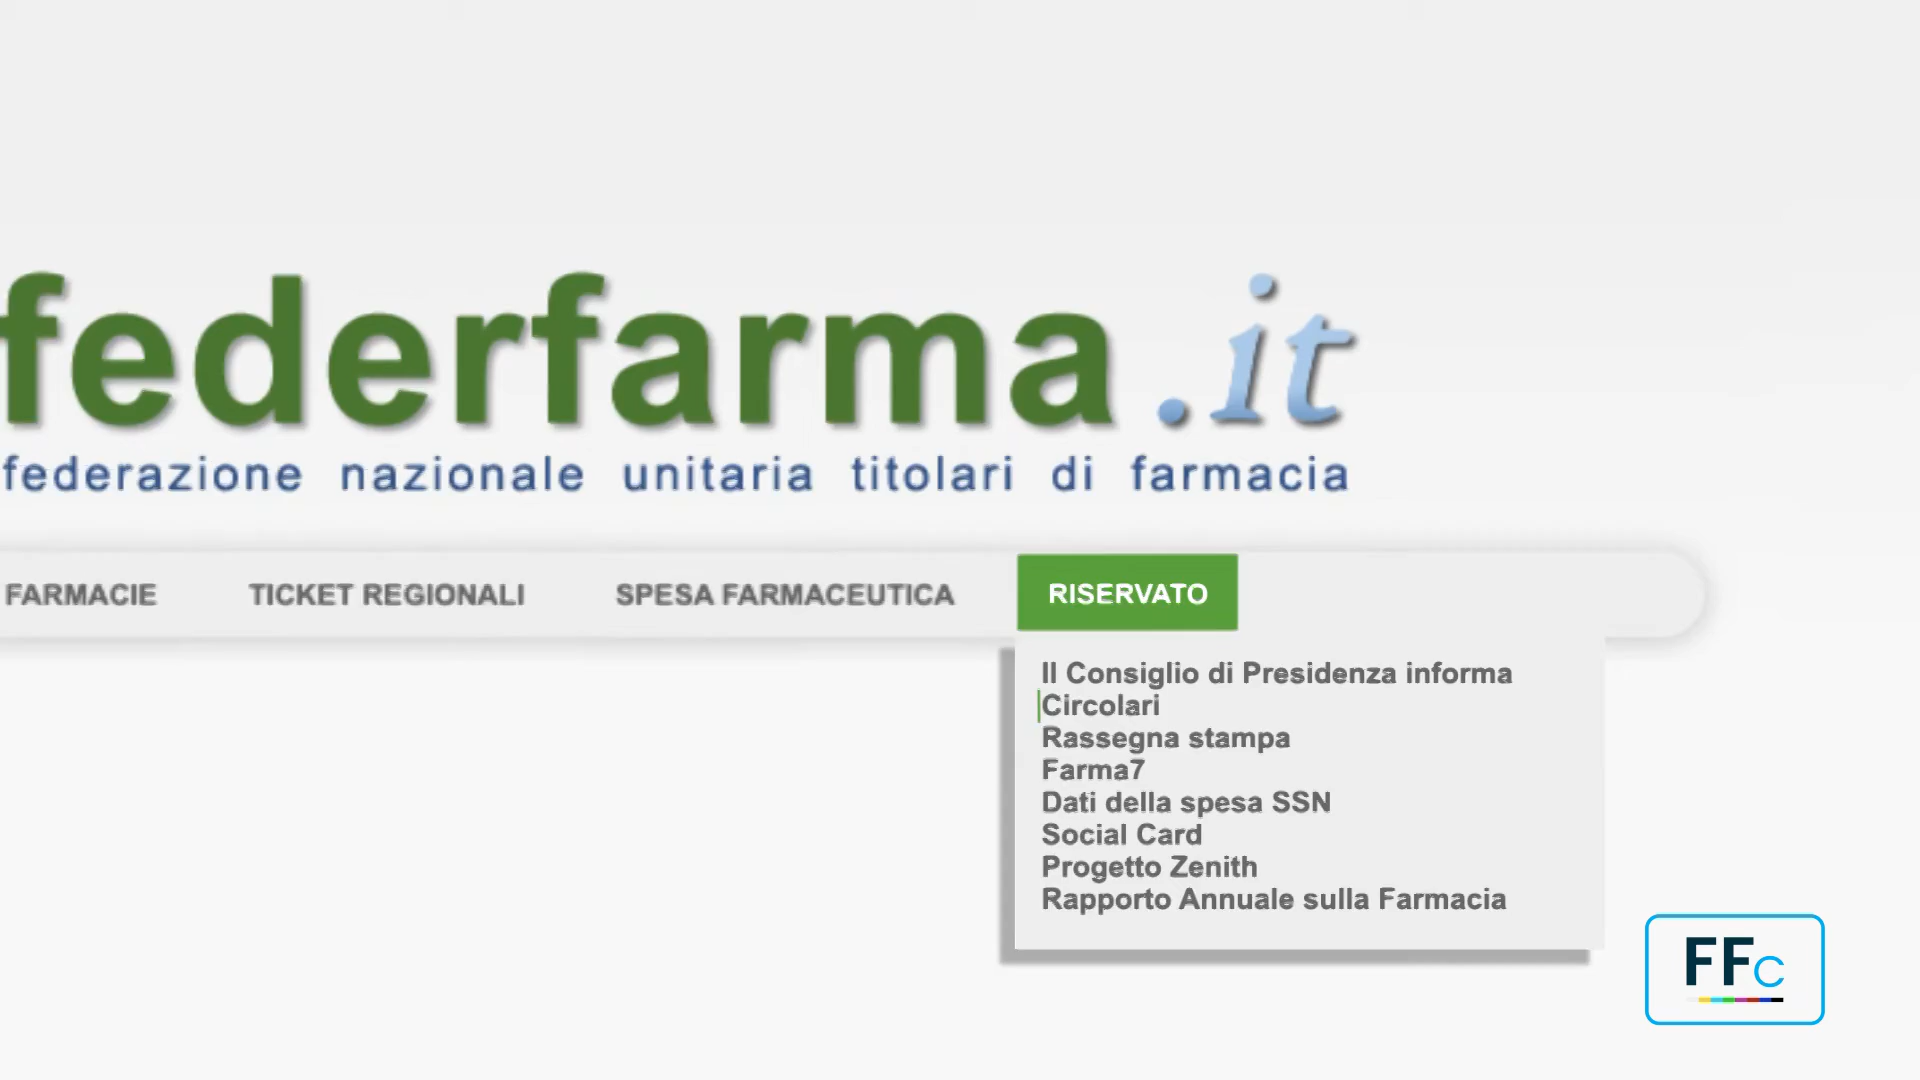 federfarma.it
federazione nazionale unitaria titolari di farmacia
FARMACIE TICKET REGIONALI SPESA FARMACEUTICA RISERVATO
Il Consiglio di Presidenza informa
Circolari
Rassegna stampa
Farma7
Dati della spesa SSN
Social Card
Progetto Zenith
Rapporto Annuale sulla Farmacia
FFc